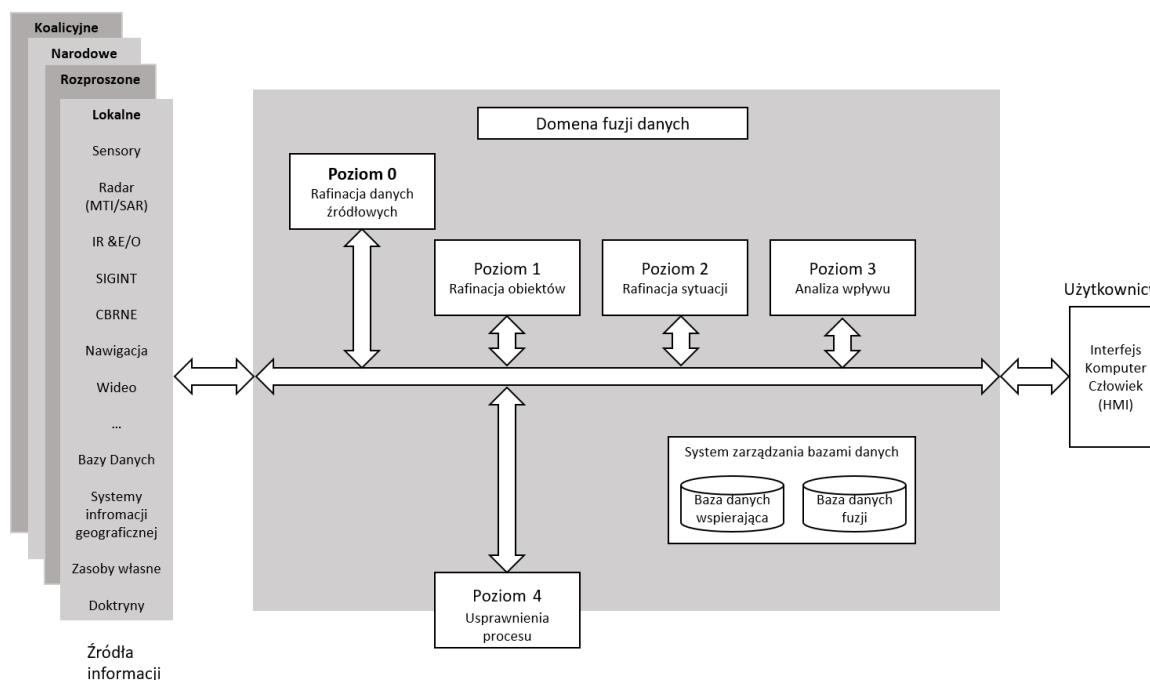 Koalicyjne
Narodowe
Rozproszone
Lokalne
Sensory
Radar
(MTI/SAR)
IR &E/O
SIGINT
CBRNE
Nawigacja
Wideo
...
Bazy Danych
Systemy
infromacji
geograficznej
Zasoby własne
Doktryny
Źródła
informacji
Domena fuzji danych
Poziom 0
Rafinacja danych
źródłowych
Poziom 1
Rafinacja obiektów
Poziom 2
Rafinacja sytuacji
Poziom 3
Analiza wpływu
System zarządzania bazami danych
Baza danych
wspierająca
Baza danych
fuzji
Poziom 4
Usprawnienia
procesu
Użytkownicy
Interfejs
Komputer
Człowiek
(HMI)